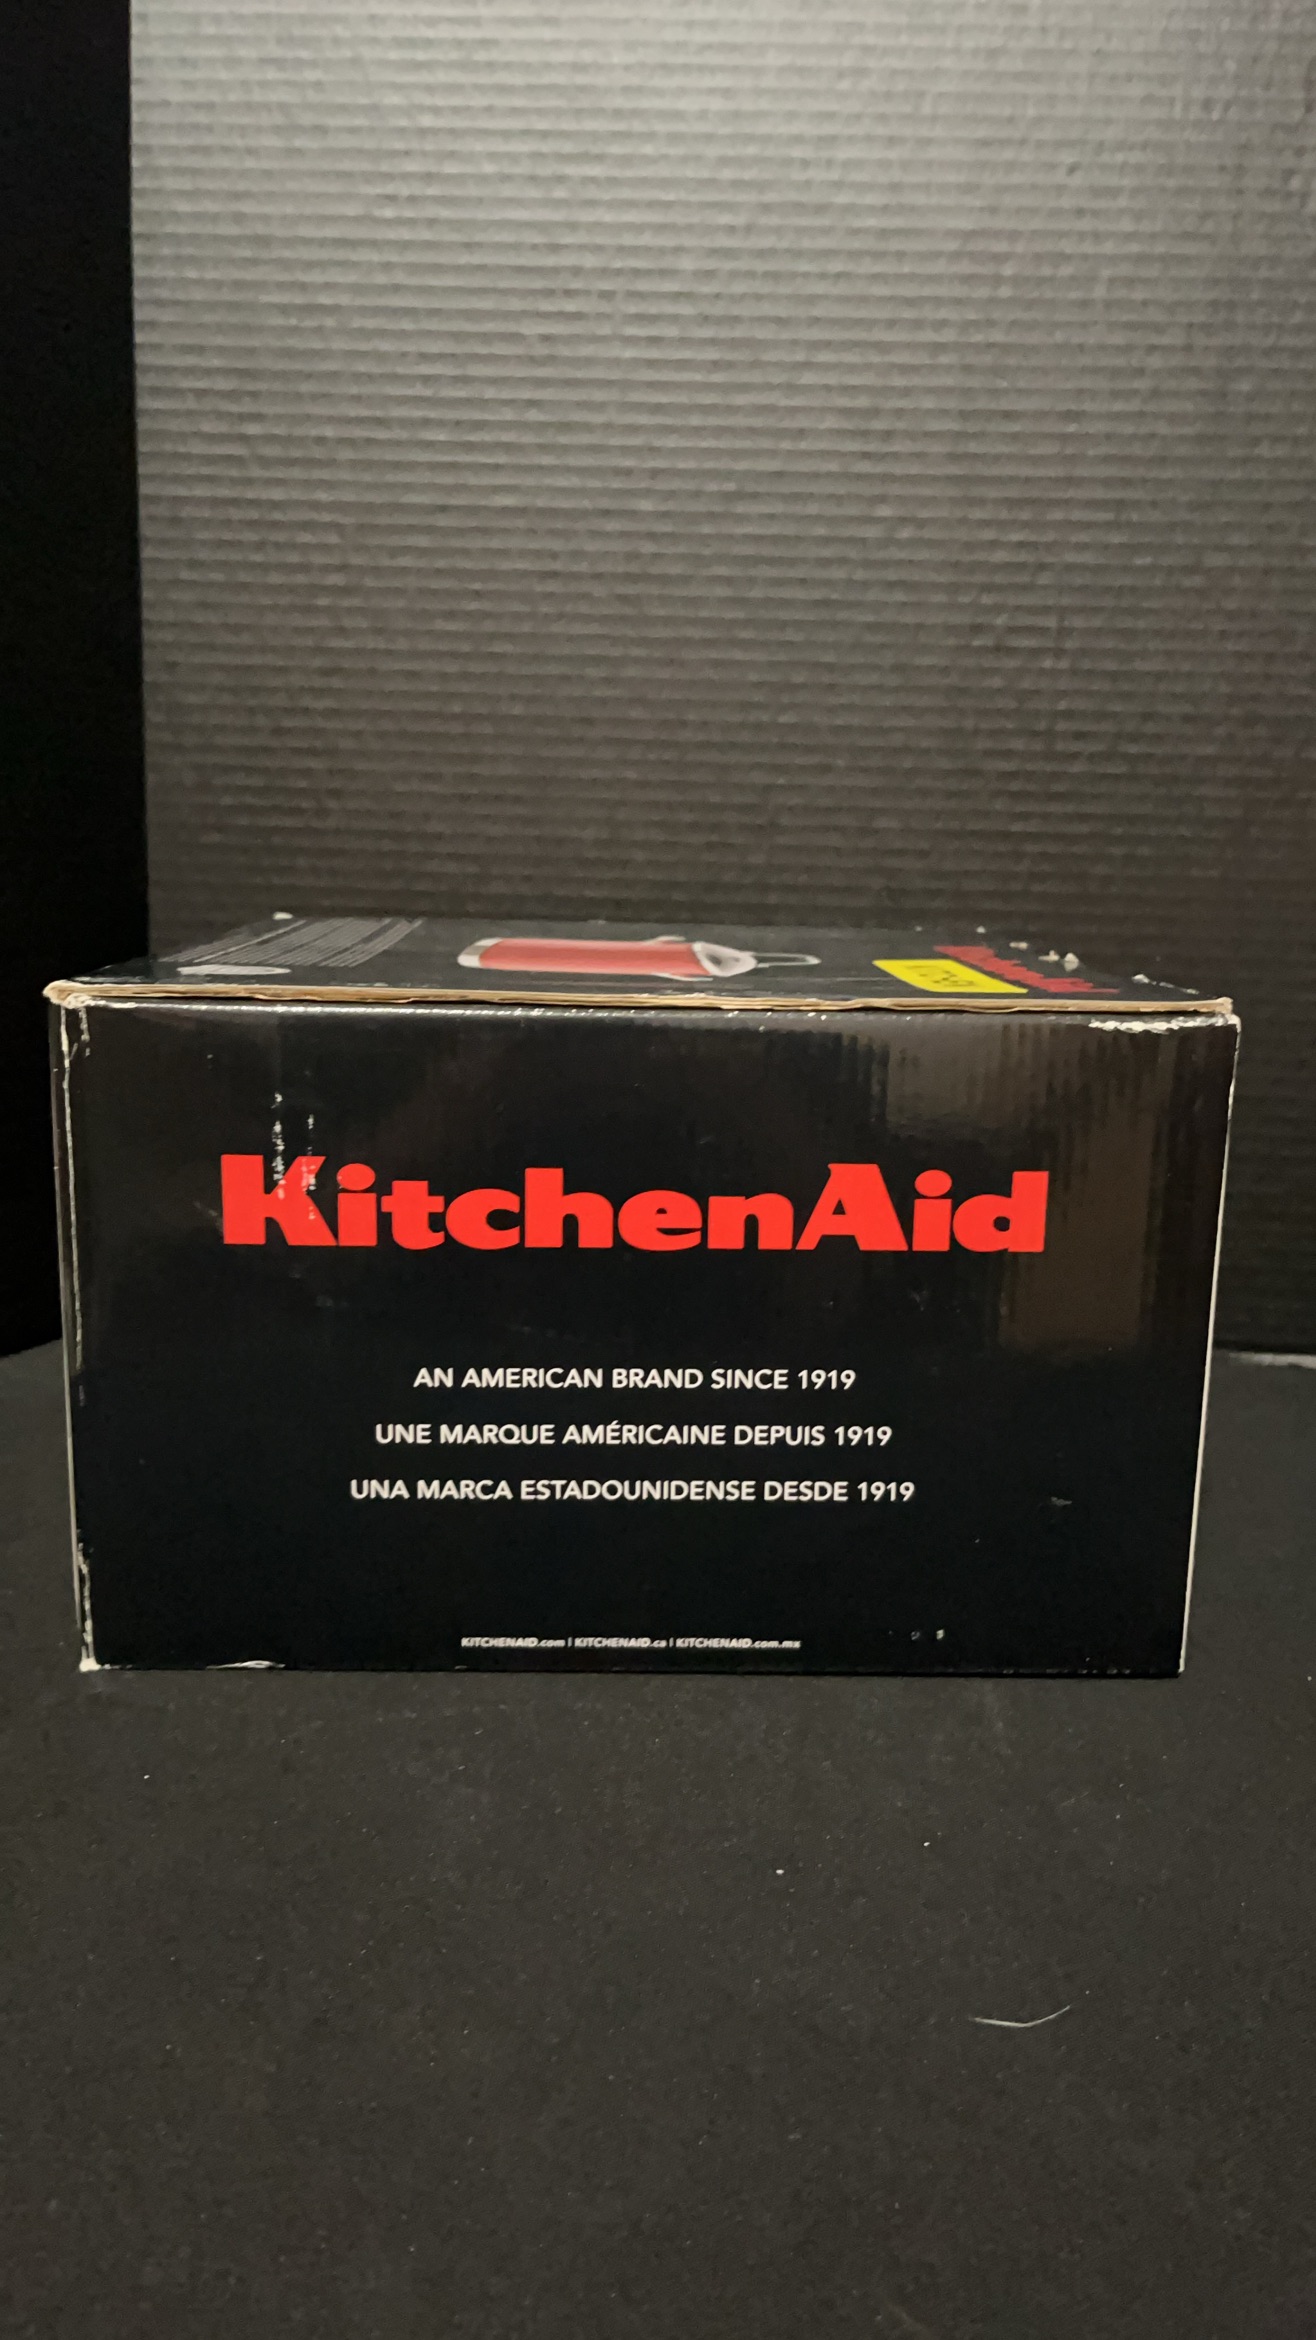 KitchenAid
KitchenAid
AN AMERICAN BRAND SINCE 1919
UNE MARQUE AMÉRICAINE DEPUIS 1919
UNA MARCA ESTADOUNIDENSE DESDE 1919
KITCHENAID.com | KITCHENAID.ca | KITCHENAID.com.mx